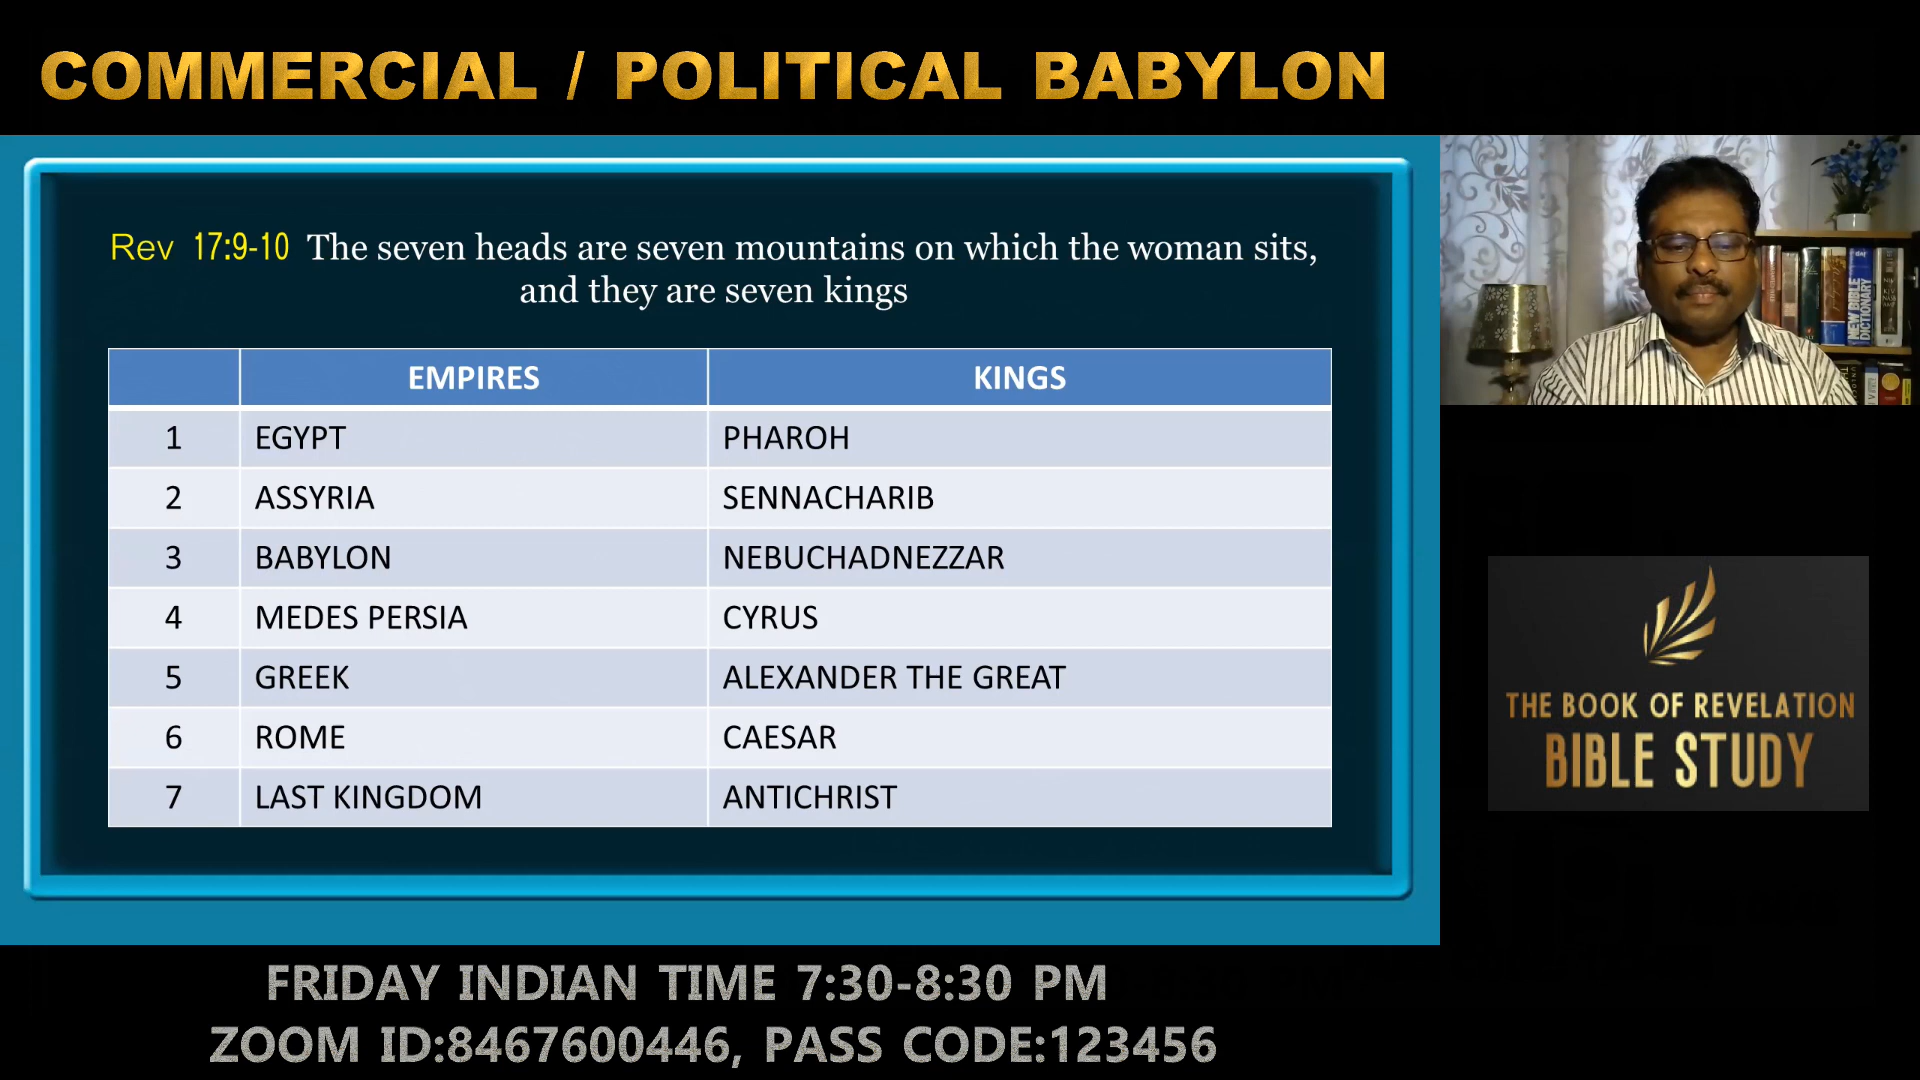 COMMERCIAL / POLITICAL BABYLON
Rev 17:9-10 The seven heads are seven mountains on which the woman sits,
and they are seven kings
EMPIRES KINGS
1 EGYPT PHAROH
2 ASSYRIA SENNACHARIB
3 BABYLON NEBUCHADNEZZAR
4 MEDES PERSIA CYRUS
5 GREEK ALEXANDER THE GREAT
6 ROME CAESAR
7 LAST KINGDOM ANTICHRIST
NEW BIBLE
DICTIONARY
THE BOOK OF REVELATION
BIBLE STUDY
FRIDAY INDIAN TIME 7:30-8:30 PM
ZOOM ID:8467600446, PASS CODE:123456